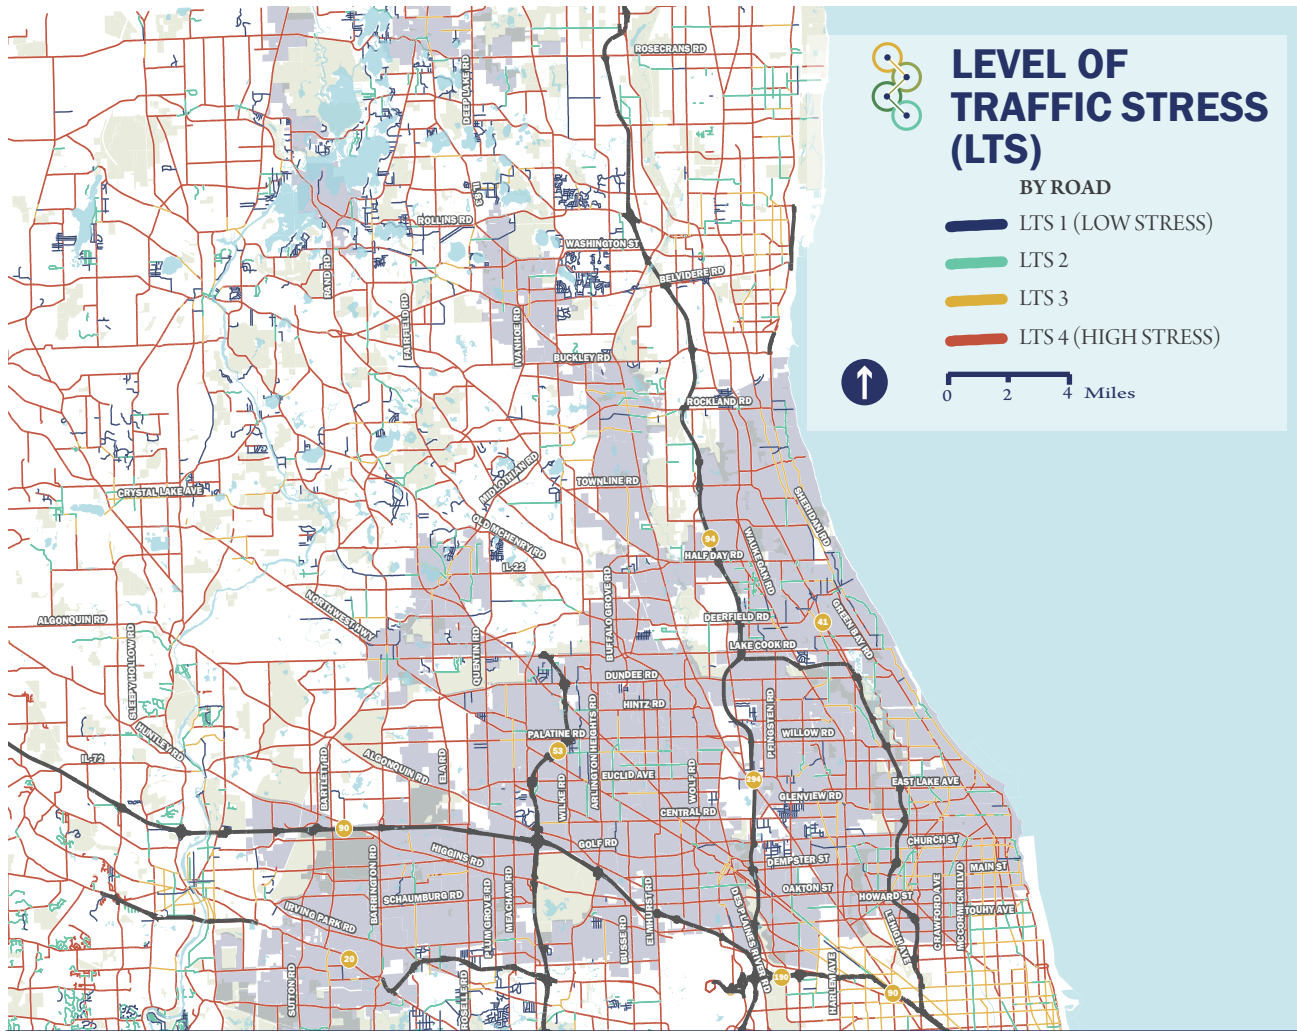 LEVEL OF
TRAFFIC STRESS
(LTS)
BY ROAD
LTS 1 (LOW STRESS)
LTS 2
LTS 3
LTS 4 (HIGH STRESS)
0 2 4 Miles
ROSECRANS RD
DEEP LAKE RD
IL-83
ROLLINS RD
WASHINGTON ST
RAND RD
BELVIDERE RD
FAIRFIELD RD
IVANHOE RD
BUCKLEY RD
ROCKLAND RD
MIDLOTHIAN RD
TOWNLINE RD
CRYSTAL LAKE AVE
SHERIDAN RD
OLD MCHENRY RD
94
HALF DAY RD
WAUKEGAN RD
IL-22
BUFFALO GROVE RD
NORTHWEST HWY
ALGONQUIN RD
DEERFIELD RD
41
GREEN BAY RD
SLEEPY HOLLOW RD
QUENTIN RD
LAKE COOK RD
DUNDEE RD
HINTZ RD
PFINGSTEN RD
ARLINGTON HEIGHTS RD
HUNTLEY RD
PALATINE RD
WILLOW RD
53
IL-72
ALGONQUIN RD
ELA RD
BARTLETT RD
EUCLID AVE
WOLF RD
294
EAST LAKE AVE
WILKE RD
GLENVIEW RD
CENTRAL RD
90
GOLF RD
CHURCH ST
HIGGINS RD
DEMPSTER ST
MAIN ST
BARRINGTON RD
SCHAUMBURG RD
PLUM GROVE RD
MEACHAM RD
OAKTON ST
HOWARD ST
CRAWFORD AVE
MCCORMICK BLVD
TOUHY AVE
IRVING PARK RD
ELMHURST RD
BUSSE RD
DES PLAINES RIVER RD
LEHIGH AVE
20
SUTTON RD
ROSELLE RD
190
HARLEM AVE
90